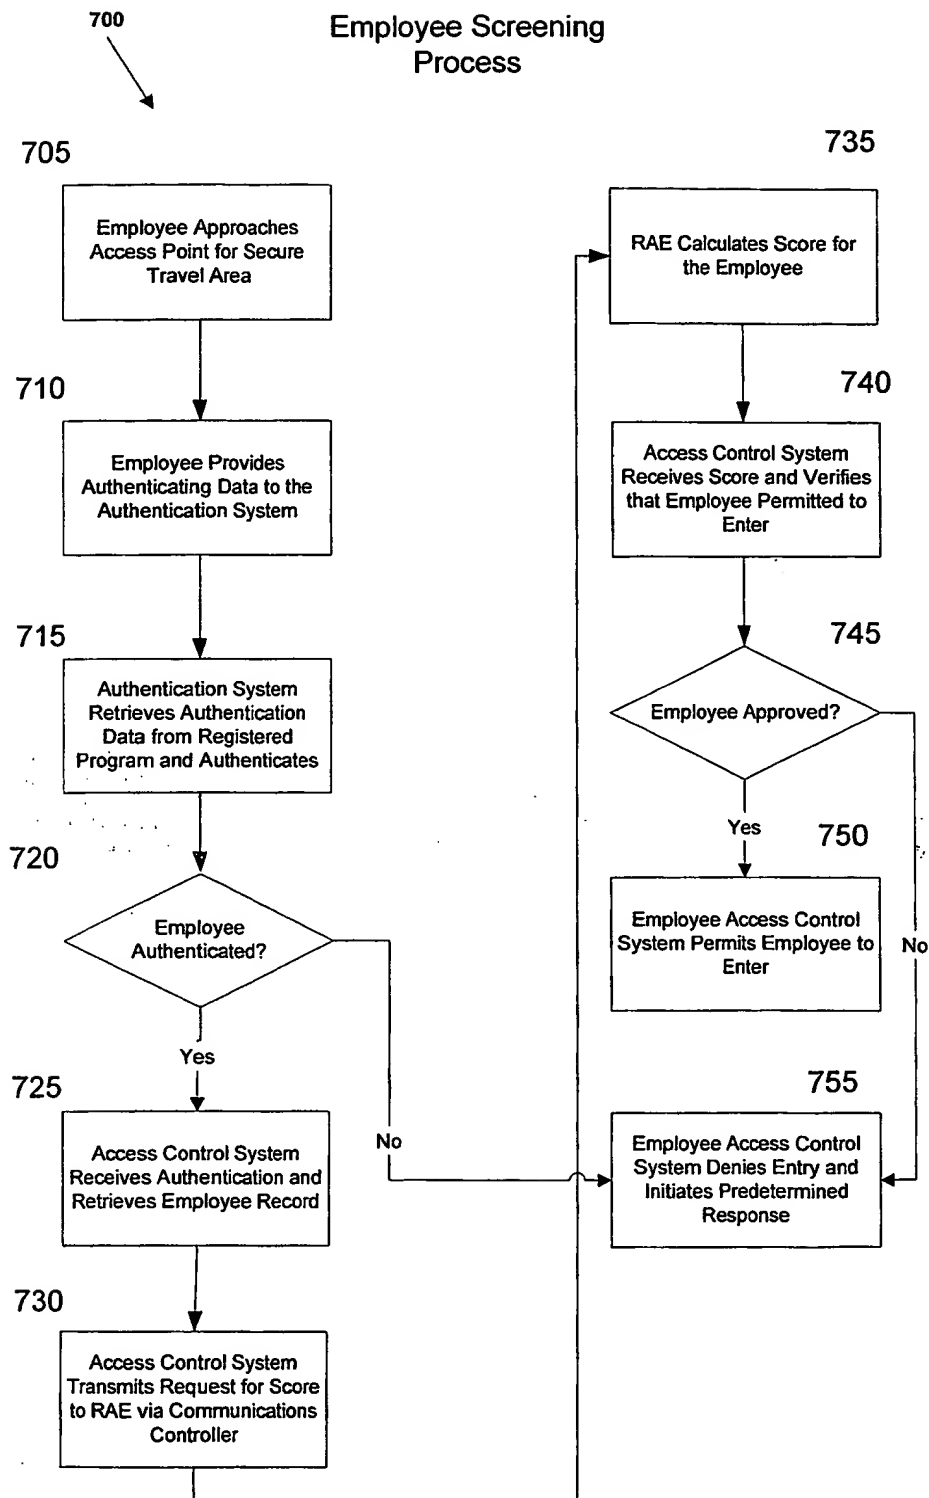 700
Employee Screening
Process
705
Employee Approaches
Access Point for Secure
Travel Area
710
Employee Provides
Authenticating Data to the
Authentication System
715
Authentication System
Retrieves Authentication
Data from Registered
Program and Authenticates
720
Employee
Authenticated?
Yes
No
725
Access Control System
Receives Authentication and
Retrieves Employee Record
730
Access Control System
Transmits Request for Score
to RAE via Communications
Controller
735
RAE Calculates Score for
the Employee
740
Access Control System
Receives Score and Verifies
that Employee Permitted to
Enter
745
Employee Approved?
Yes
No
750
Employee Access Control
System Permits Employee to
Enter
755
Employee Access Control
System Denies Entry and
Initiates Predetermined
Response